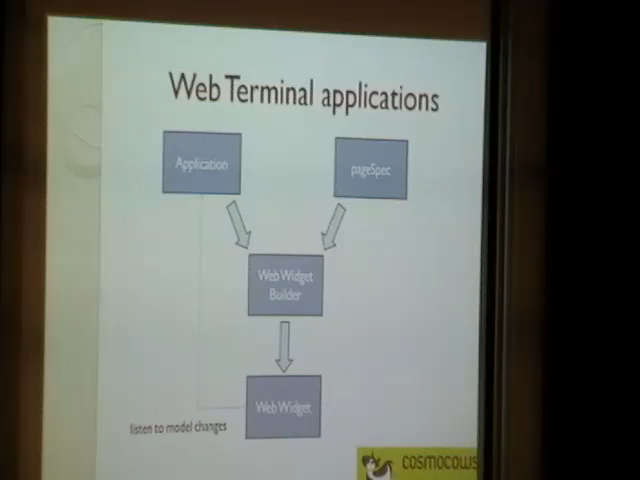 Web Terminal applications
Application
pageSpec
Web Widget
Builder
Web Widget
listen to model changes
cosmocows